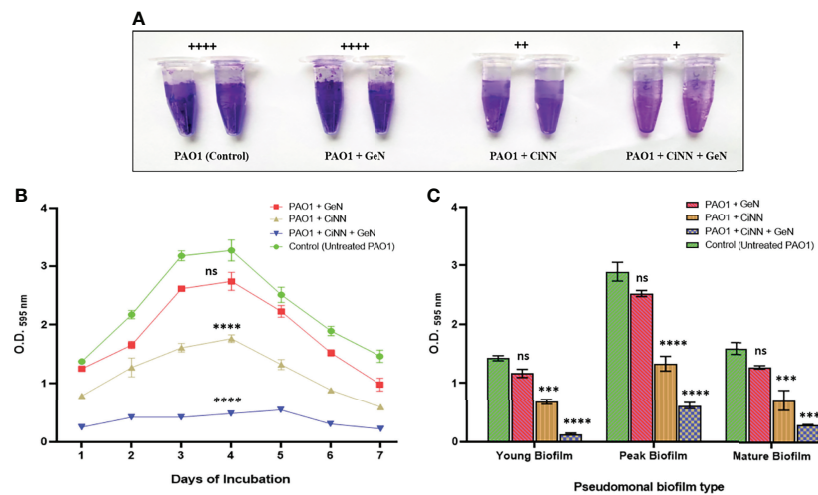 A
++++ ++++ ++ +
PAO1 (Control) PAO1 + GeN PAO1 + CiNN PAO1 + CiNN + GeN
B
PAO1 + GeN
PAO1 + CiNN
PAO1 + CiNN + GeN
Control (Untreated PAO1)
4
3
2
1
0
O.D. 595 nm
ns
****
****
1 2 3 4 5 6 7
Days of Incubation
C
PAO1 + GeN
PAO1 + CiNN
PAO1 + CiNN + GeN
Control (Untreated PAO1)
4
3
2
1
0
O.D. 595 nm
ns
***
****
ns
****
****
ns
***
***
Young Biofilm Peak Biofilm Mature Biofilm
Pseudomonal biofilm type